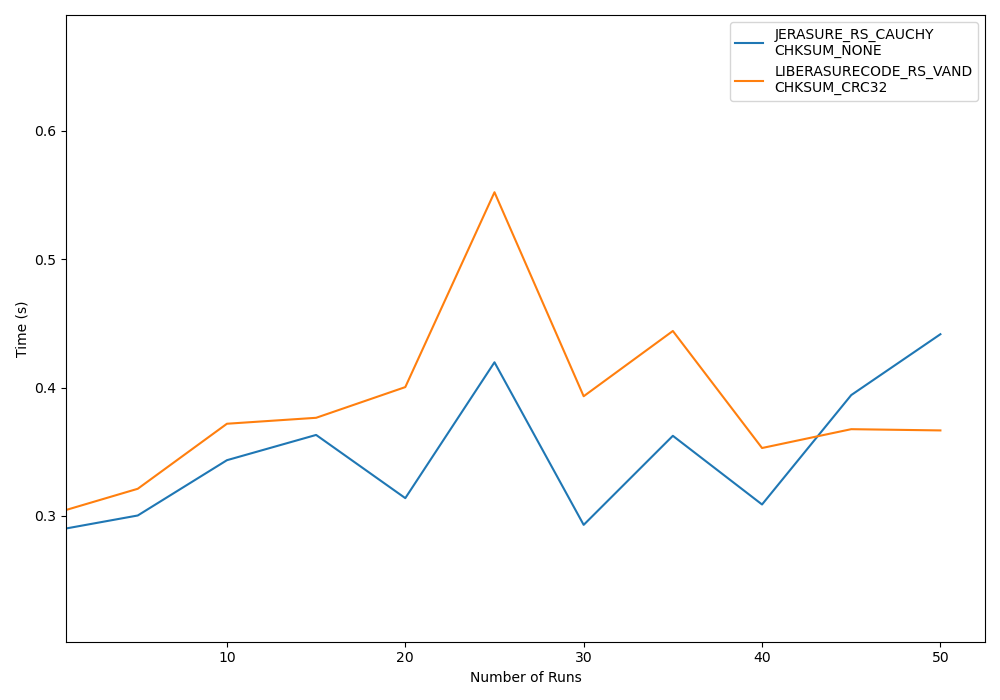 JERASURE_RS_CAUCHY
CHKSUM_NONE
LIBERASURECODE_RS_VAND
CHKSUM_CRC32
0.6
0.5
0.4
0.3
Time (s)
10 20 30 40 50
Number of Runs